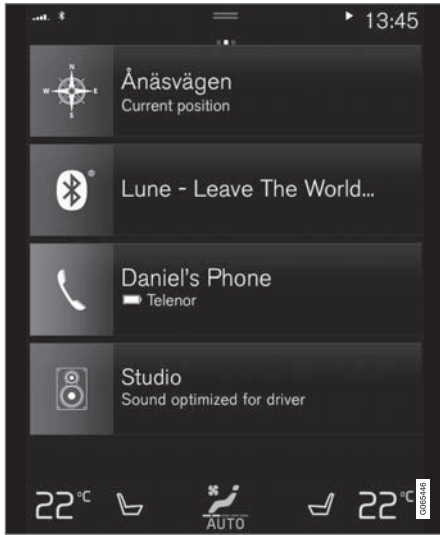 13:45
N
W E
S
Ånäsvägen
Current position
Lune - Leave The World...
Daniel's Phone
Telenor
Studio
Sound optimized for driver
22°C
AUTO
22°C
G065446